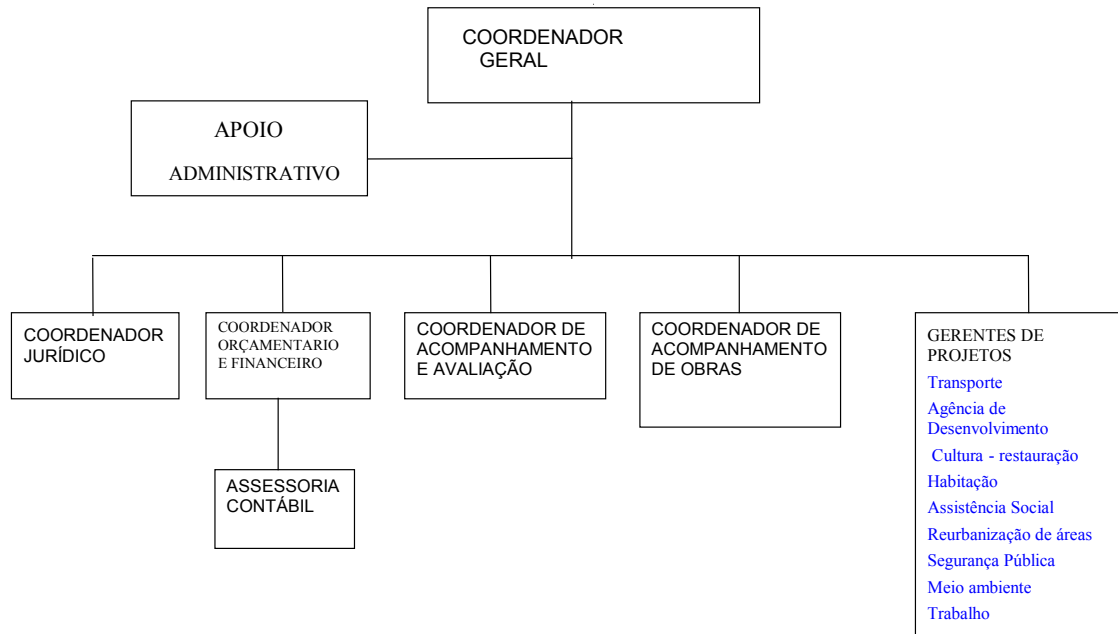 COORDENADOR
GERAL
APOIO
ADMINISTRATIVO
COORDENADOR
JURÍDICO
COORDENADOR
ORÇAMENTARIO
E FINANCEIRO
COORDENADOR DE
ACOMPANHAMENTO
E AVALIAÇÃO
COORDENADOR DE
ACOMPANHAMENTO
DE OBRAS
GERENTES DE
PROJETOS
Transporte
Agência de
Desenvolvimento
Cultura - restauração
Habitação
Assistência Social
Reurbanização de áreas
Segurança Pública
Meio ambiente
Trabalho
ASSESSORIA
CONTÁBIL